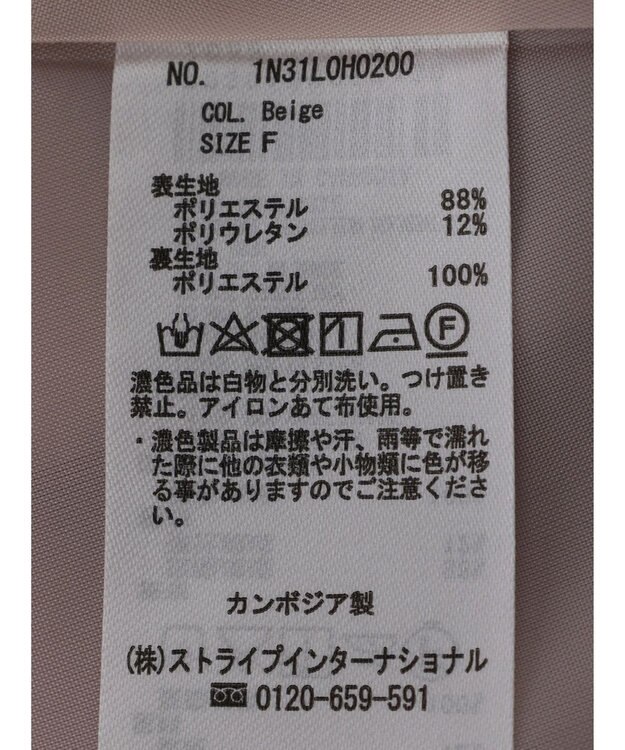 NO. 1N31L0H0200
COL. Beige
SIZE F
表生地
ポリエステル 88%
ポリウレタン 12%
裏生地
ポリエステル 100%
F
濃色品は白物と分別洗い。つけ置き
禁止。アイロンあて布使用。
・濃色製品は摩擦や汗、雨等で濡れ
た際に他の衣類や小物類に色が移
る事がありますのでご注意くださ
い。
カンボジア製
(株)ストライプインターナショナル
0120-659-591